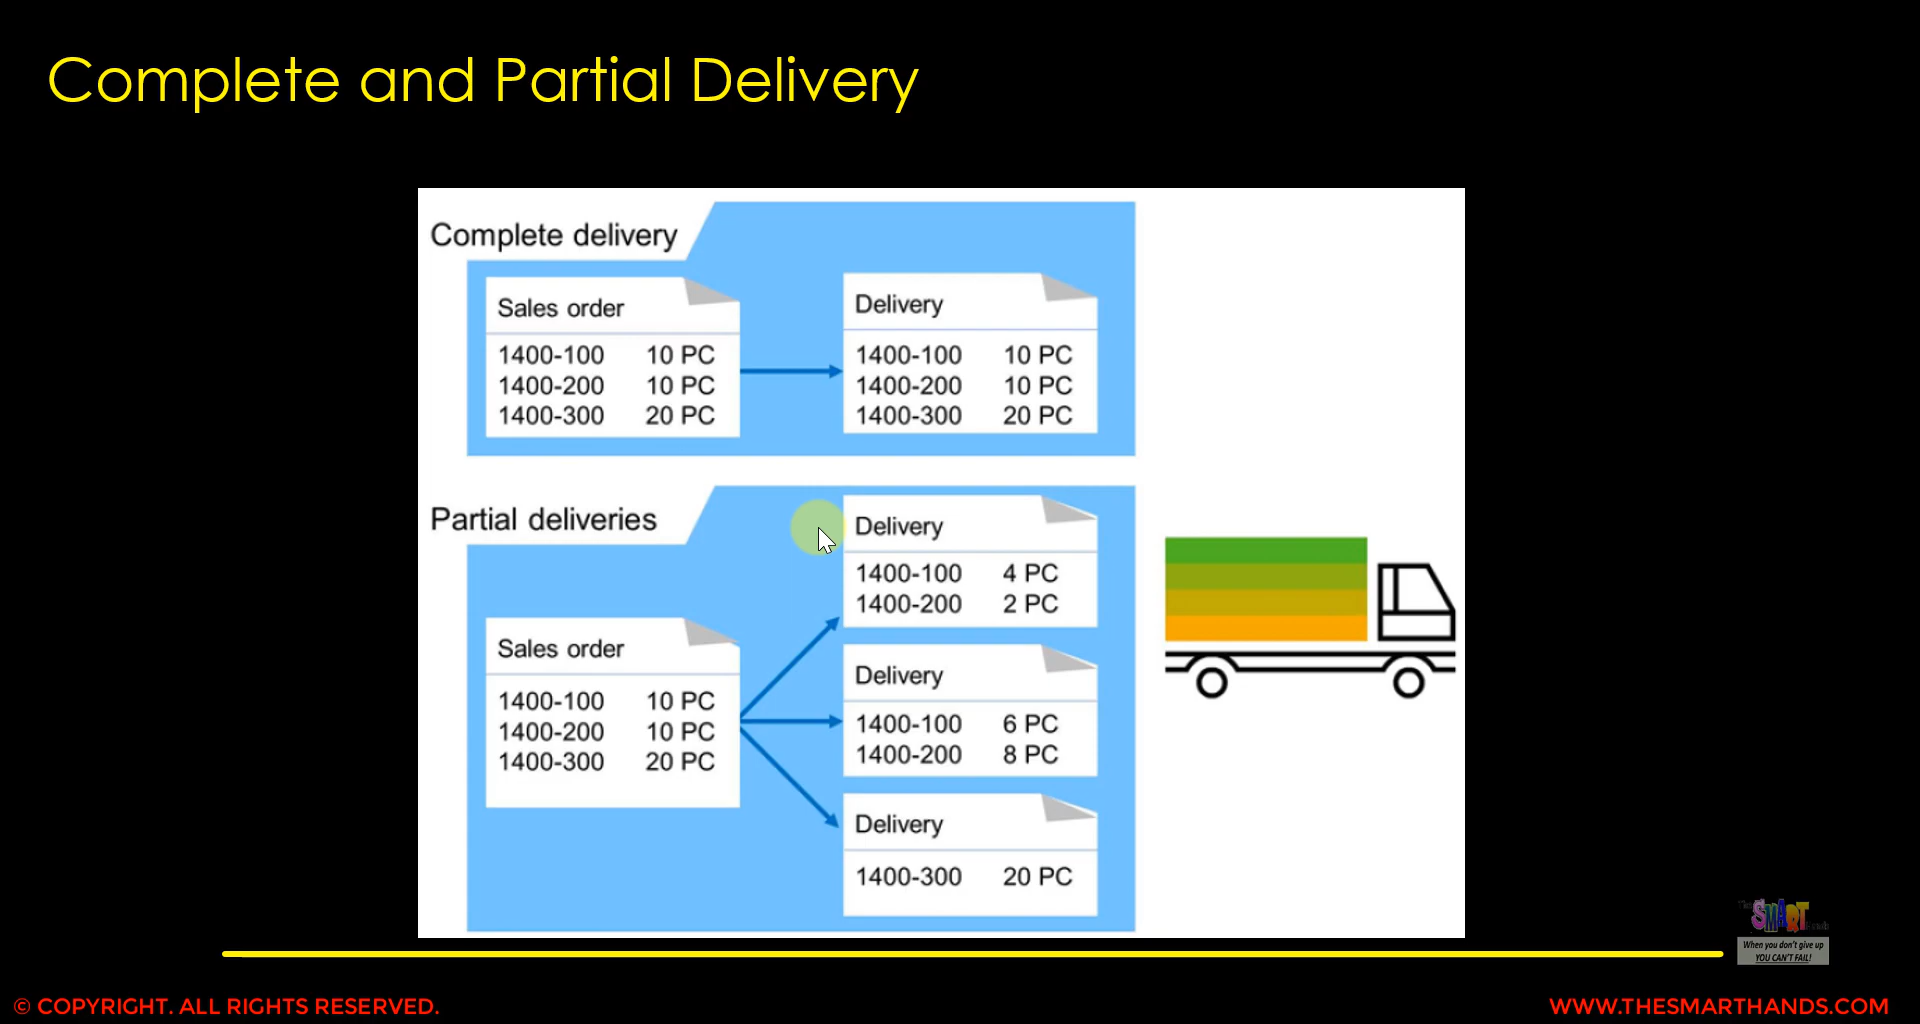 Complete and Partial Delivery
Complete delivery
Sales order
1400-100 10 PC
1400-200 10 PC
1400-300 20 PC
Delivery
1400-100 10 PC
1400-200 10 PC
1400-300 20 PC
Partial deliveries
Sales order
1400-100 10 PC
1400-200 10 PC
1400-300 20 PC
Delivery
1400-100 4 PC
1400-200 2 PC
Delivery
1400-100 6 PC
1400-200 8 PC
Delivery
1400-300 20 PC
SMART
When you don't give up
YOU CAN'T FAIL!
© COPYRIGHT. ALL RIGHTS RESERVED.
WWW.THESMARTHANDS.COM